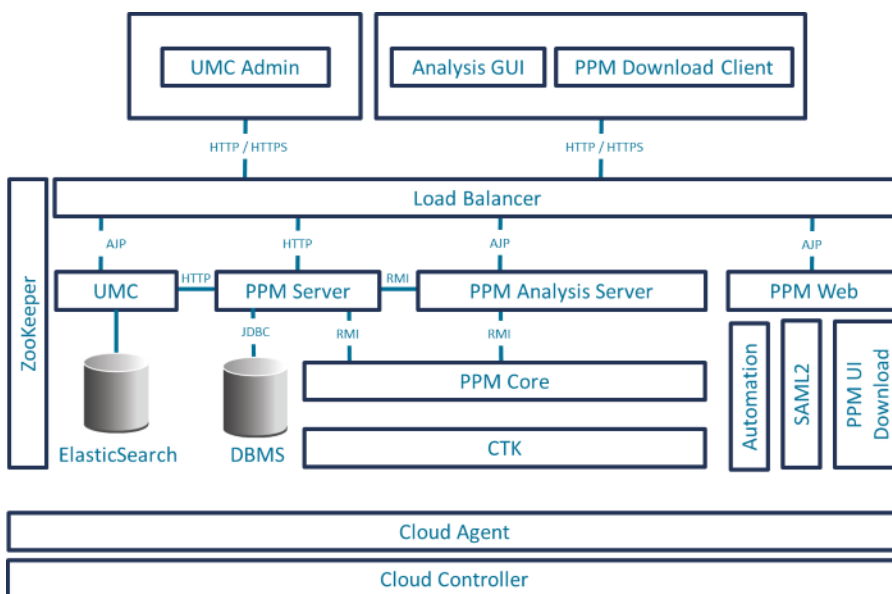 UMC Admin
Analysis GUI
PPM Download Client
HTTP / HTTPS
HTTP / HTTPS
ZooKeeper
Load Balancer
AJP
HTTP
AJP
AJP
UMC
HTTP
PPM Server
RMI
PPM Analysis Server
PPM Web
JDBC
RMI
RMI
PPM Core
Automation
SAML2
PPM UI
Download
ElasticSearch
DBMS
CTK
Cloud Agent
Cloud Controller